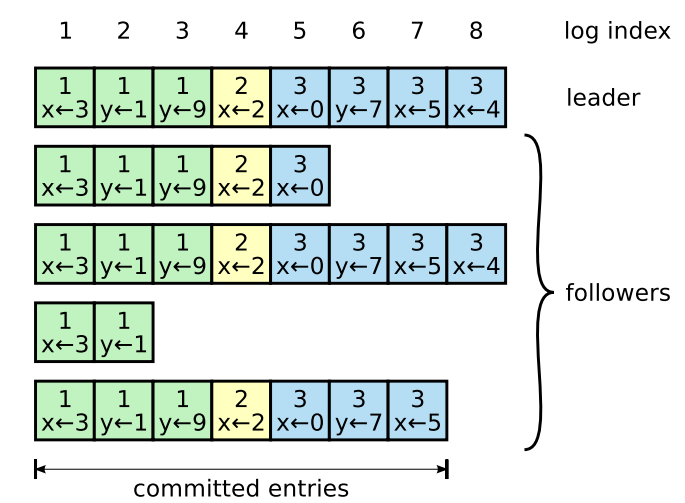 1 2 3 4 5 6 7 8 log index
1 1 1 2 3 3 3 3
x←3 y←1 y←9 x←2 x←0 y←7 x←5 x←4
leader
1 1 1 2 3
x←3 y←1 y←9 x←2 x←0
1 1 1 2 3 3 3 3
x←3 y←1 y←9 x←2 x←0 y←7 x←5 x←4
followers
1 1
x←3 y←1
1 1 1 2 3 3 3
x←3 y←1 y←9 x←2 x←0 y←7 x←5
committed entries